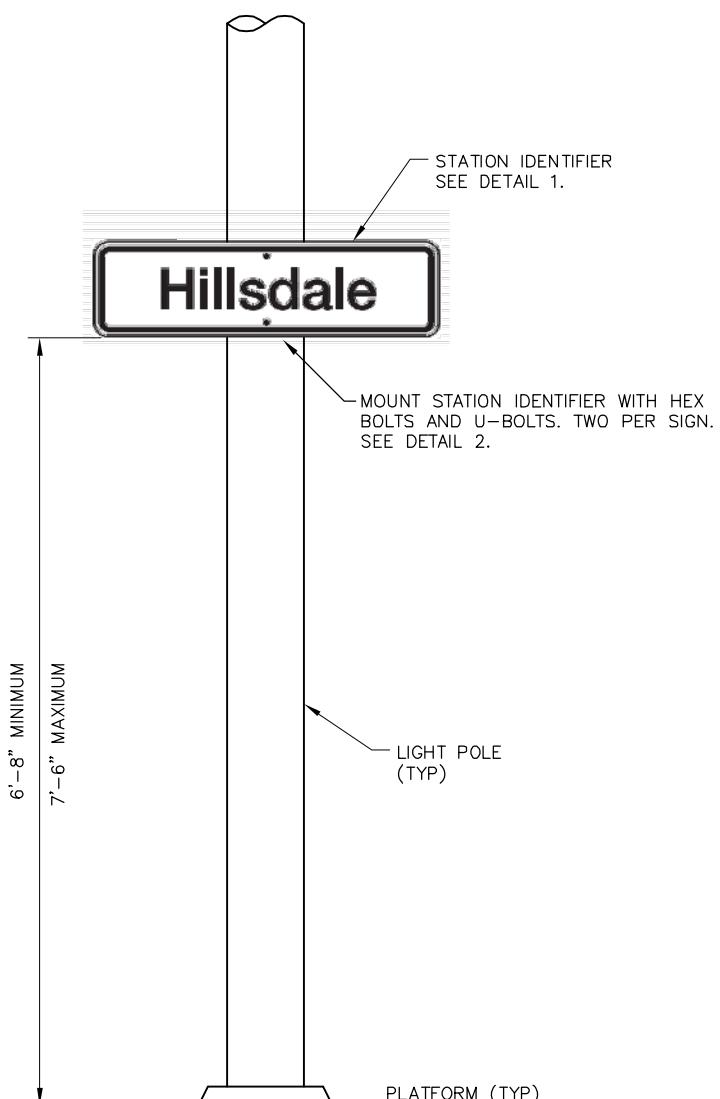 STATION IDENTIFIER
SEE DETAIL 1.
Hillsdale
MOUNT STATION IDENTIFIER WITH HEX
BOLTS AND U-BOLTS. TWO PER SIGN.
SEE DETAIL 2.
6'-8" MINIMUM
7'-6" MAXIMUM
LIGHT POLE
(TYP)
PLATFORM (TYP)